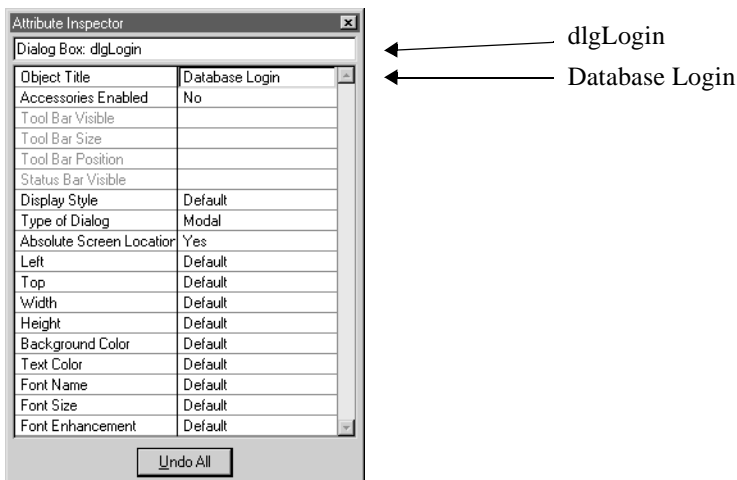 Attribute Inspector
Dialog Box: dlgLogin
dlgLogin
Object Title Database Login
Database Login
Accessories Enabled No
Tool Bar Visible
Tool Bar Size
Tool Bar Position
Status Bar Visible
Display Style Default
Type of Dialog Modal
Absolute Screen Location Yes
Left Default
Top Default
Width Default
Height Default
Background Color Default
Text Color Default
Font Name Default
Font Size Default
Font Enhancement Default
Undo All